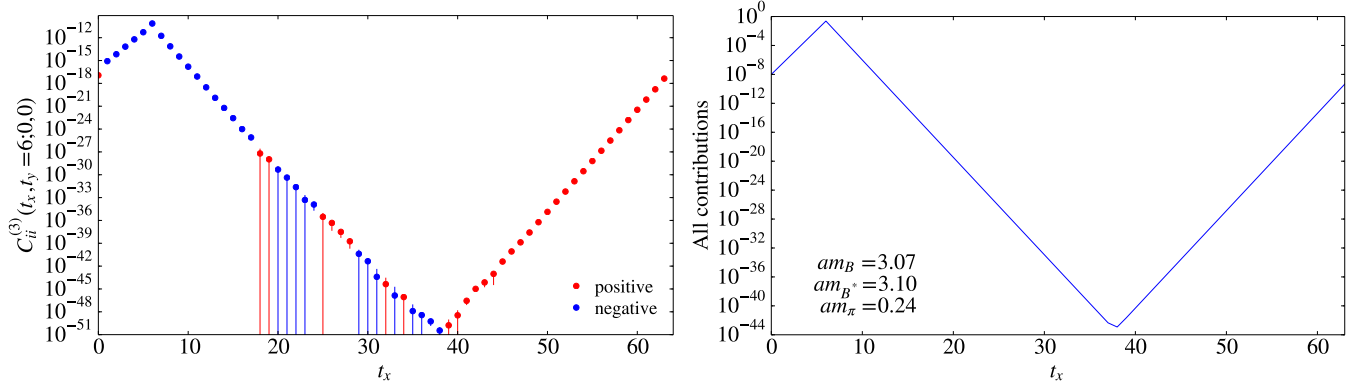 10^{-12}
10^{-15}
10^{-18}
10^{-21}
10^{-24}
10^{-27}
10^{-30}
10^{-33}
10^{-36}
10^{-39}
10^{-42}
10^{-45}
10^{-48}
10^{-51}
C_{ii}^{(3)}(t_x,t_y=6;0,0)
positive
negative
0 10 20 30 40 50 60
t_x
10^{0}
10^{-4}
10^{-8}
10^{-12}
10^{-16}
10^{-20}
10^{-24}
10^{-28}
10^{-32}
10^{-36}
10^{-40}
10^{-44}
All contributions
am_B=3.07
am_{B^*}=3.10
am_π=0.24
0 10 20 30 40 50 60
t_x